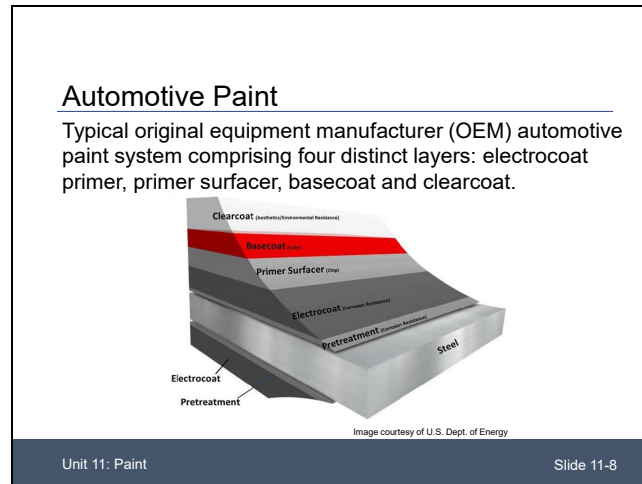 Automotive Paint
Typical original equipment manufacturer (OEM) automotive
paint system comprising four distinct layers: electrocoat
primer, primer surfacer, basecoat and clearcoat.
Clearcoat (Aesthetics/Environmental Resistance)
Basecoat (Color)
Primer Surfacer (Chip)
Electrocoat (Corrosion Resistance)
Pretreatment (Corrosion Resistance)
Steel
Electrocoat
Pretreatment
Image courtesy of U.S. Dept. of Energy
Unit 11: Paint
Slide 11-8